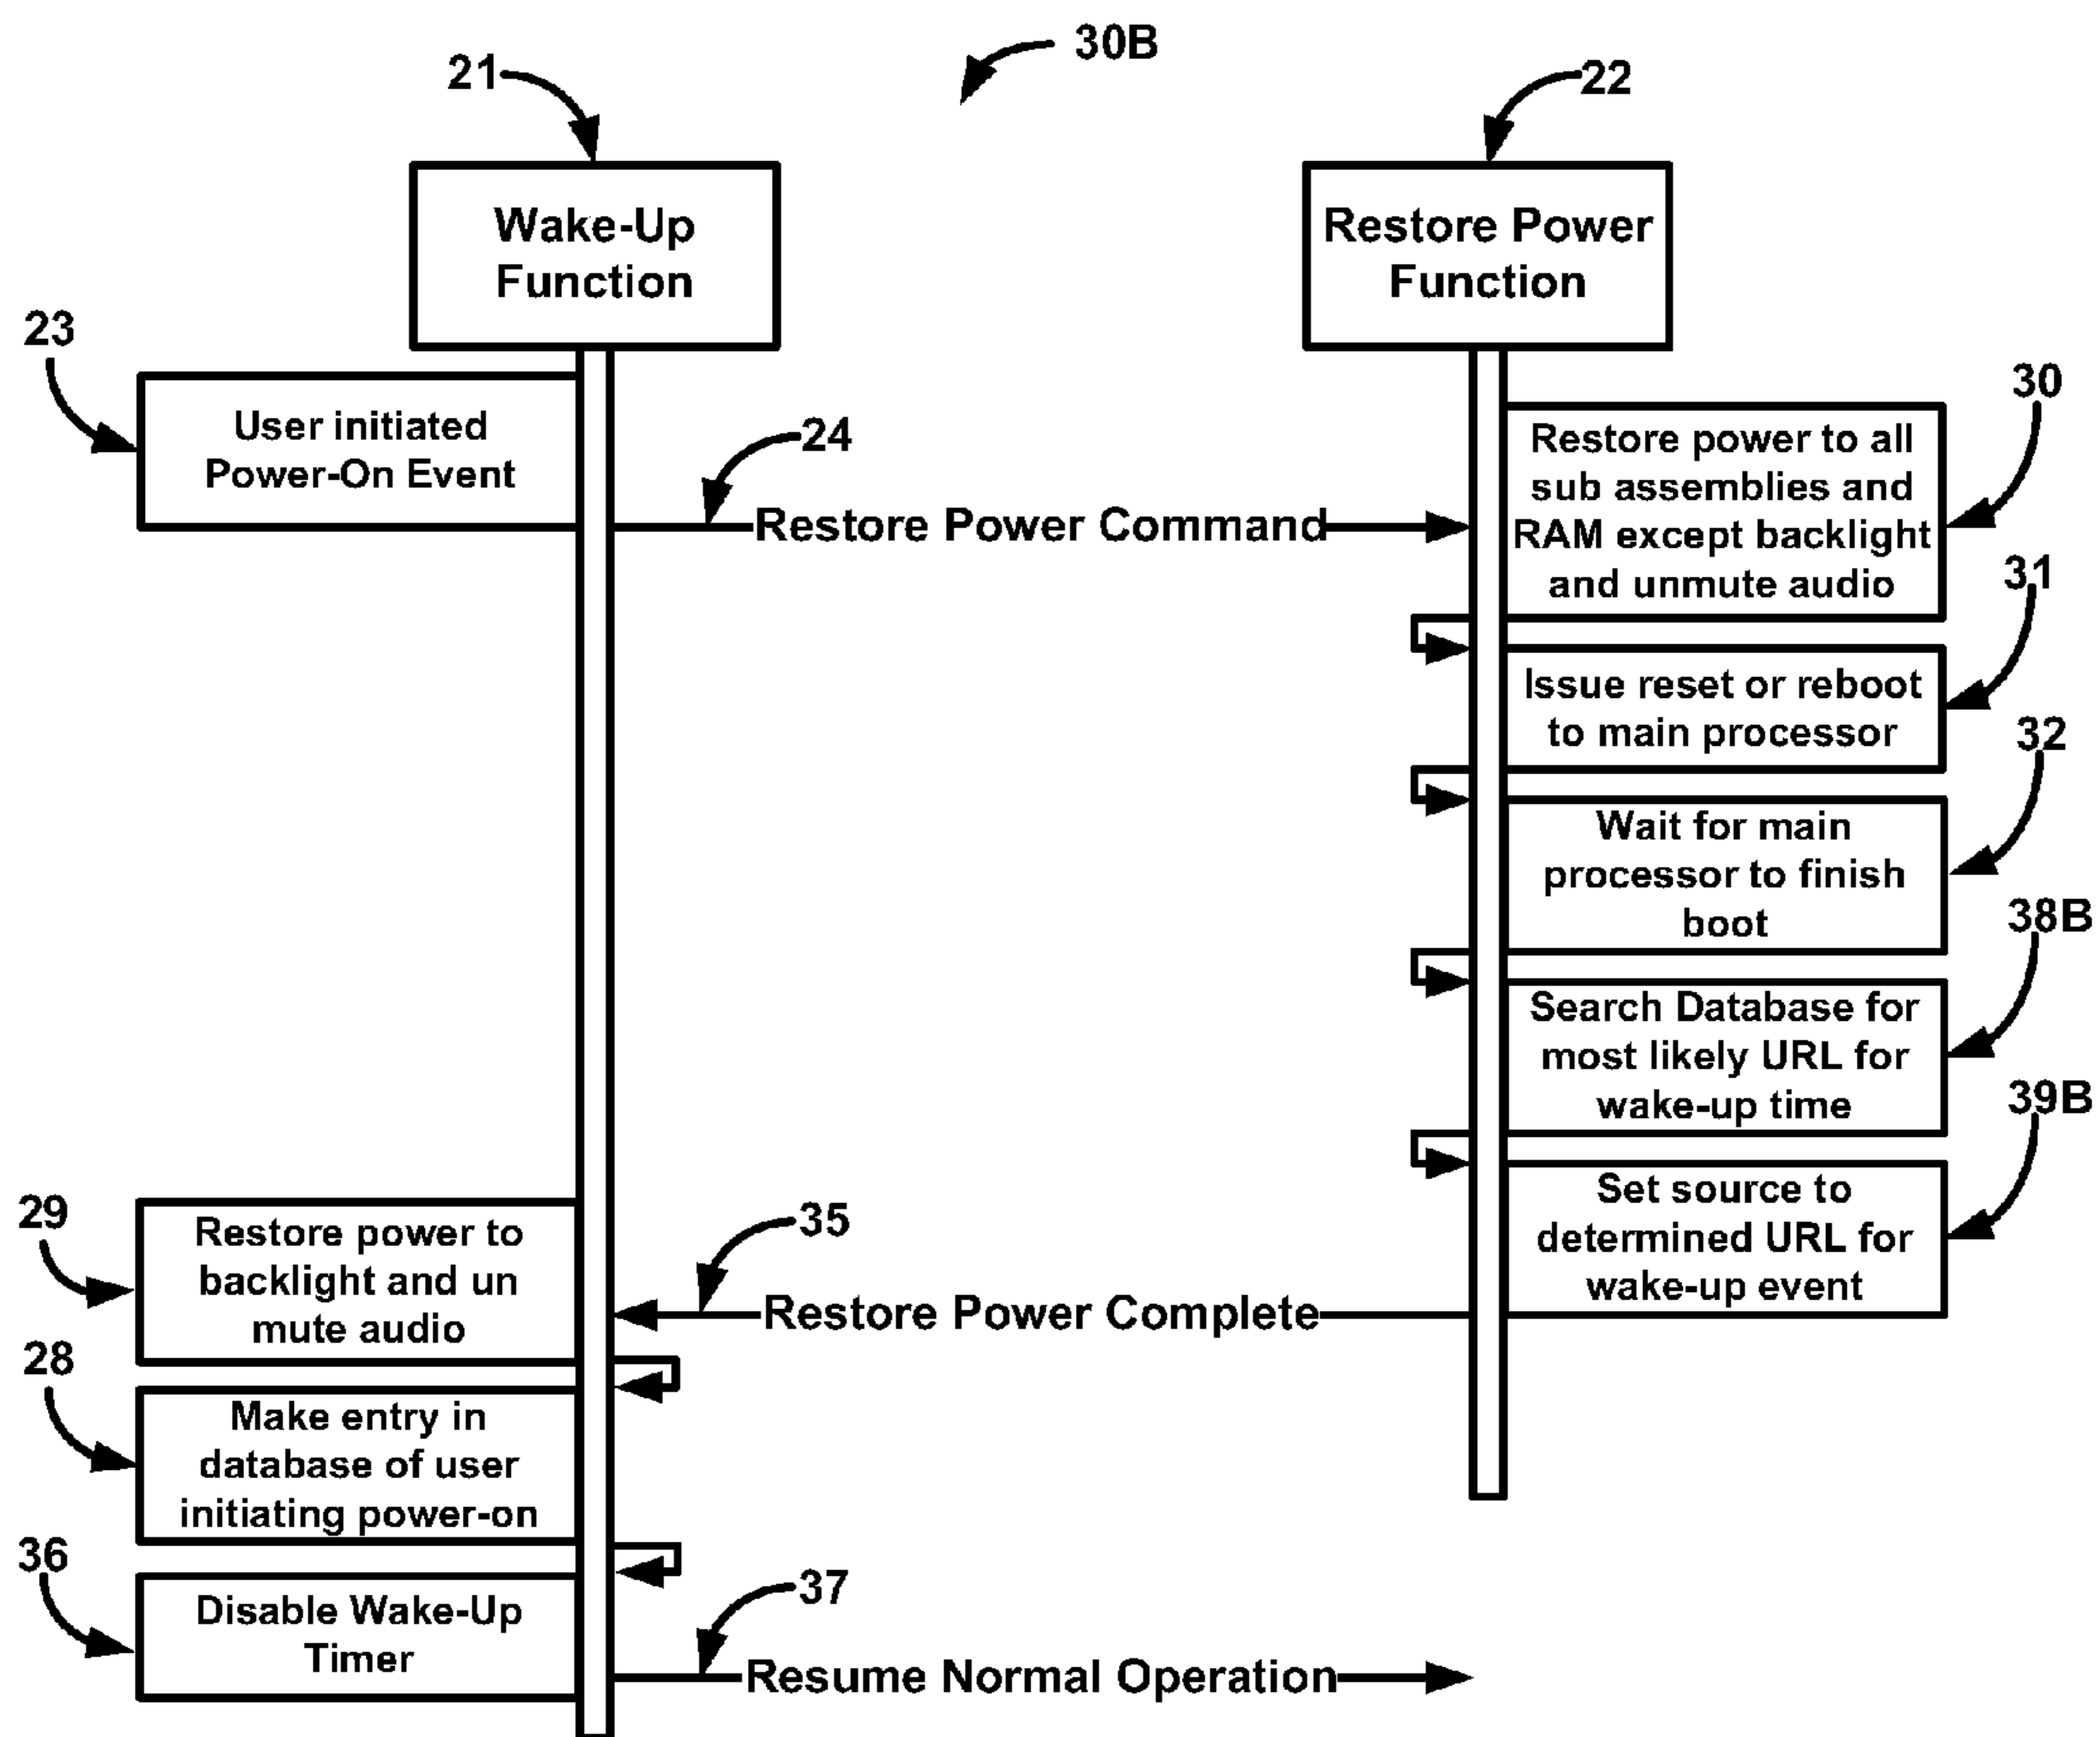 30B
21
22
Wake-Up
Function
Restore Power
Function
23
User initiated
Power-On Event
24
Restore Power Command
30
Restore power to all
sub assemblies and
RAM except backlight
and unmute audio
31
Issue reset or reboot
to main processor
32
Wait for main
processor to finish
boot
38B
Search Database for
most likely URL for
wake-up time
39B
Set source to
determined URL for
wake-up event
35
Restore Power Complete
29
Restore power to
backlight and un
mute audio
28
Make entry in
database of user
initiating power-on
36
Disable Wake-Up
Timer
37
Resume Normal Operation